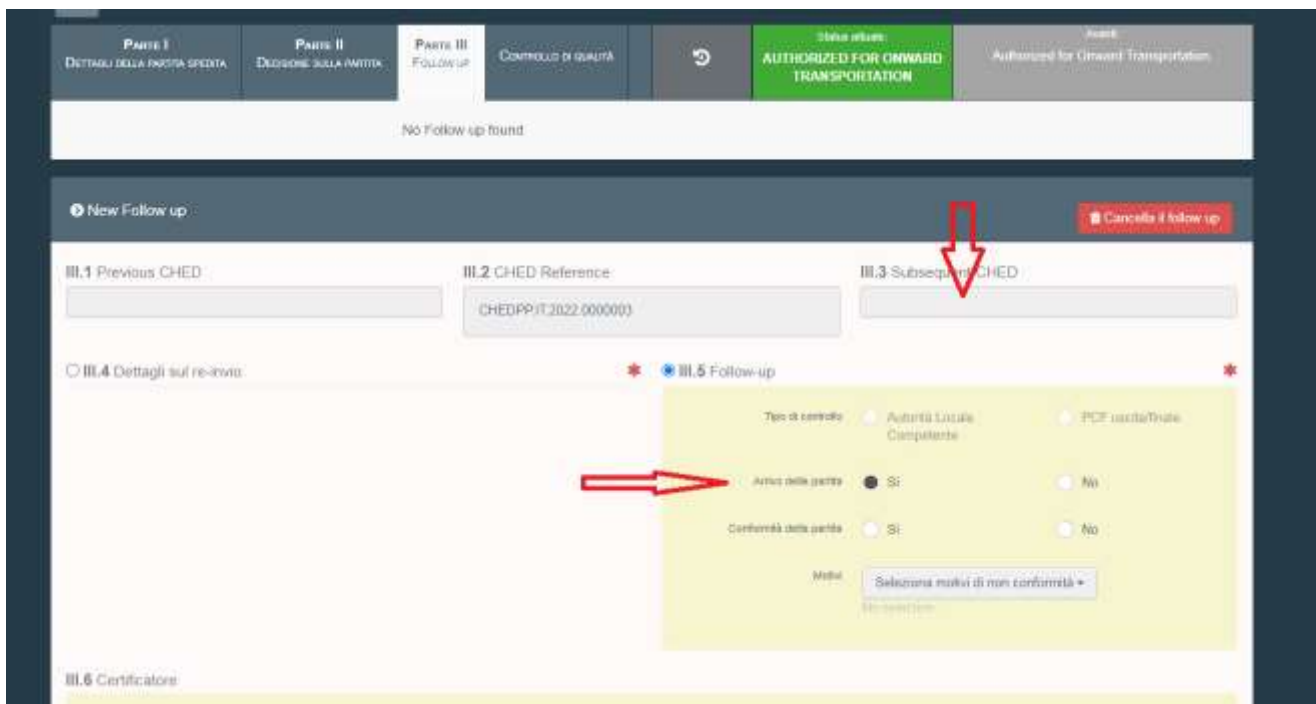 PARTE I
DETTAGLI DELLA PARTITA SPEDITA
PARTE II
DECISIONE SULLA PARTITA
PARTE III
FOLLOW UP
CONTROLLO DI QUALITÀ
Status attuale:
AUTHORIZED FOR ONWARD
TRANSPORTATION
Avanti:
Authorized for Onward Transportation
No Follow up found
New Follow up
Cancella il follow up
III.1 Previous CHED
III.2 CHED Reference
III.3 Subsequent CHED
CHEDPP.IT.2022.0000003
III.4 Dettagli sul re-invio
*
III.5 Follow-up
*
Tipo di controllo
Autorità Locale
Competente
PCF uscita/finale
Arrivo della partita
Sì
No
Conformità della partita
Sì
No
Motivi
Seleziona motivi di non conformità
No selection
III.6 Certificatore